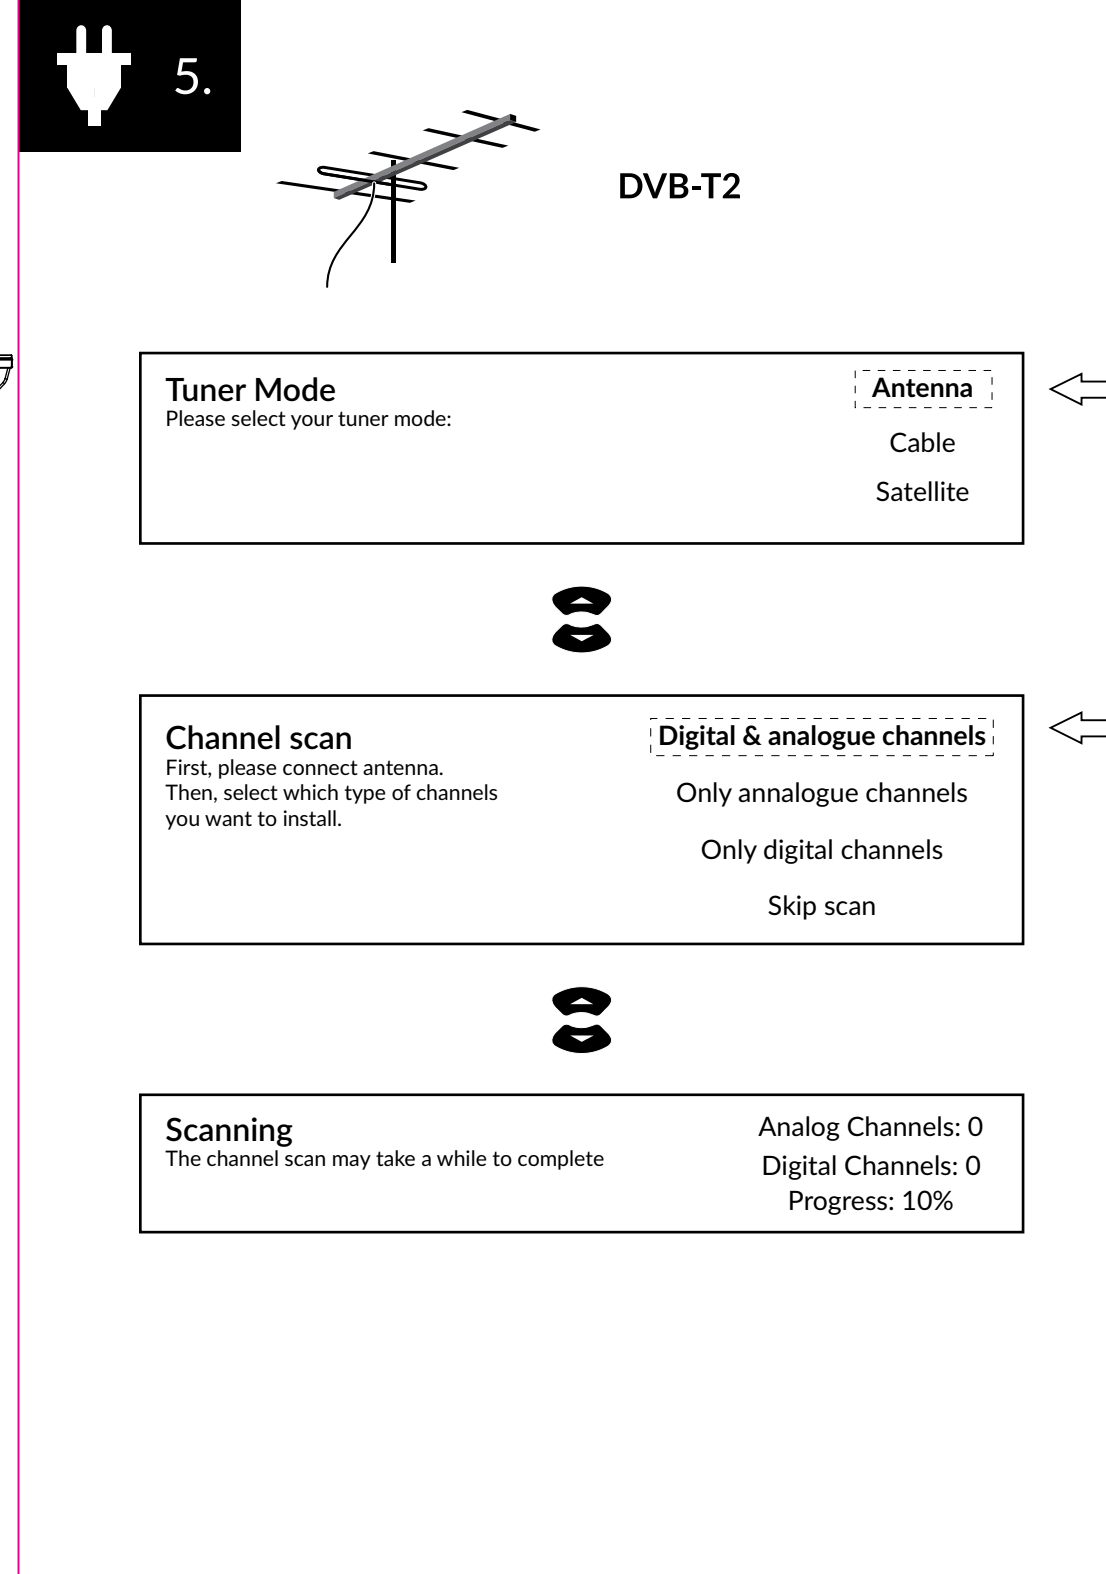 5.
DVB-T2
Tuner Mode
Please select your tuner mode:
Antenna
Cable
Satellite
Channel scan
First, please connect antenna.
Then, select which type of channels
you want to install.
Digital & analogue channels
Only annalogue channels
Only digital channels
Skip scan
Scanning
The channel scan may take a while to complete
Analog Channels: 0
Digital Channels: 0
Progress: 10%